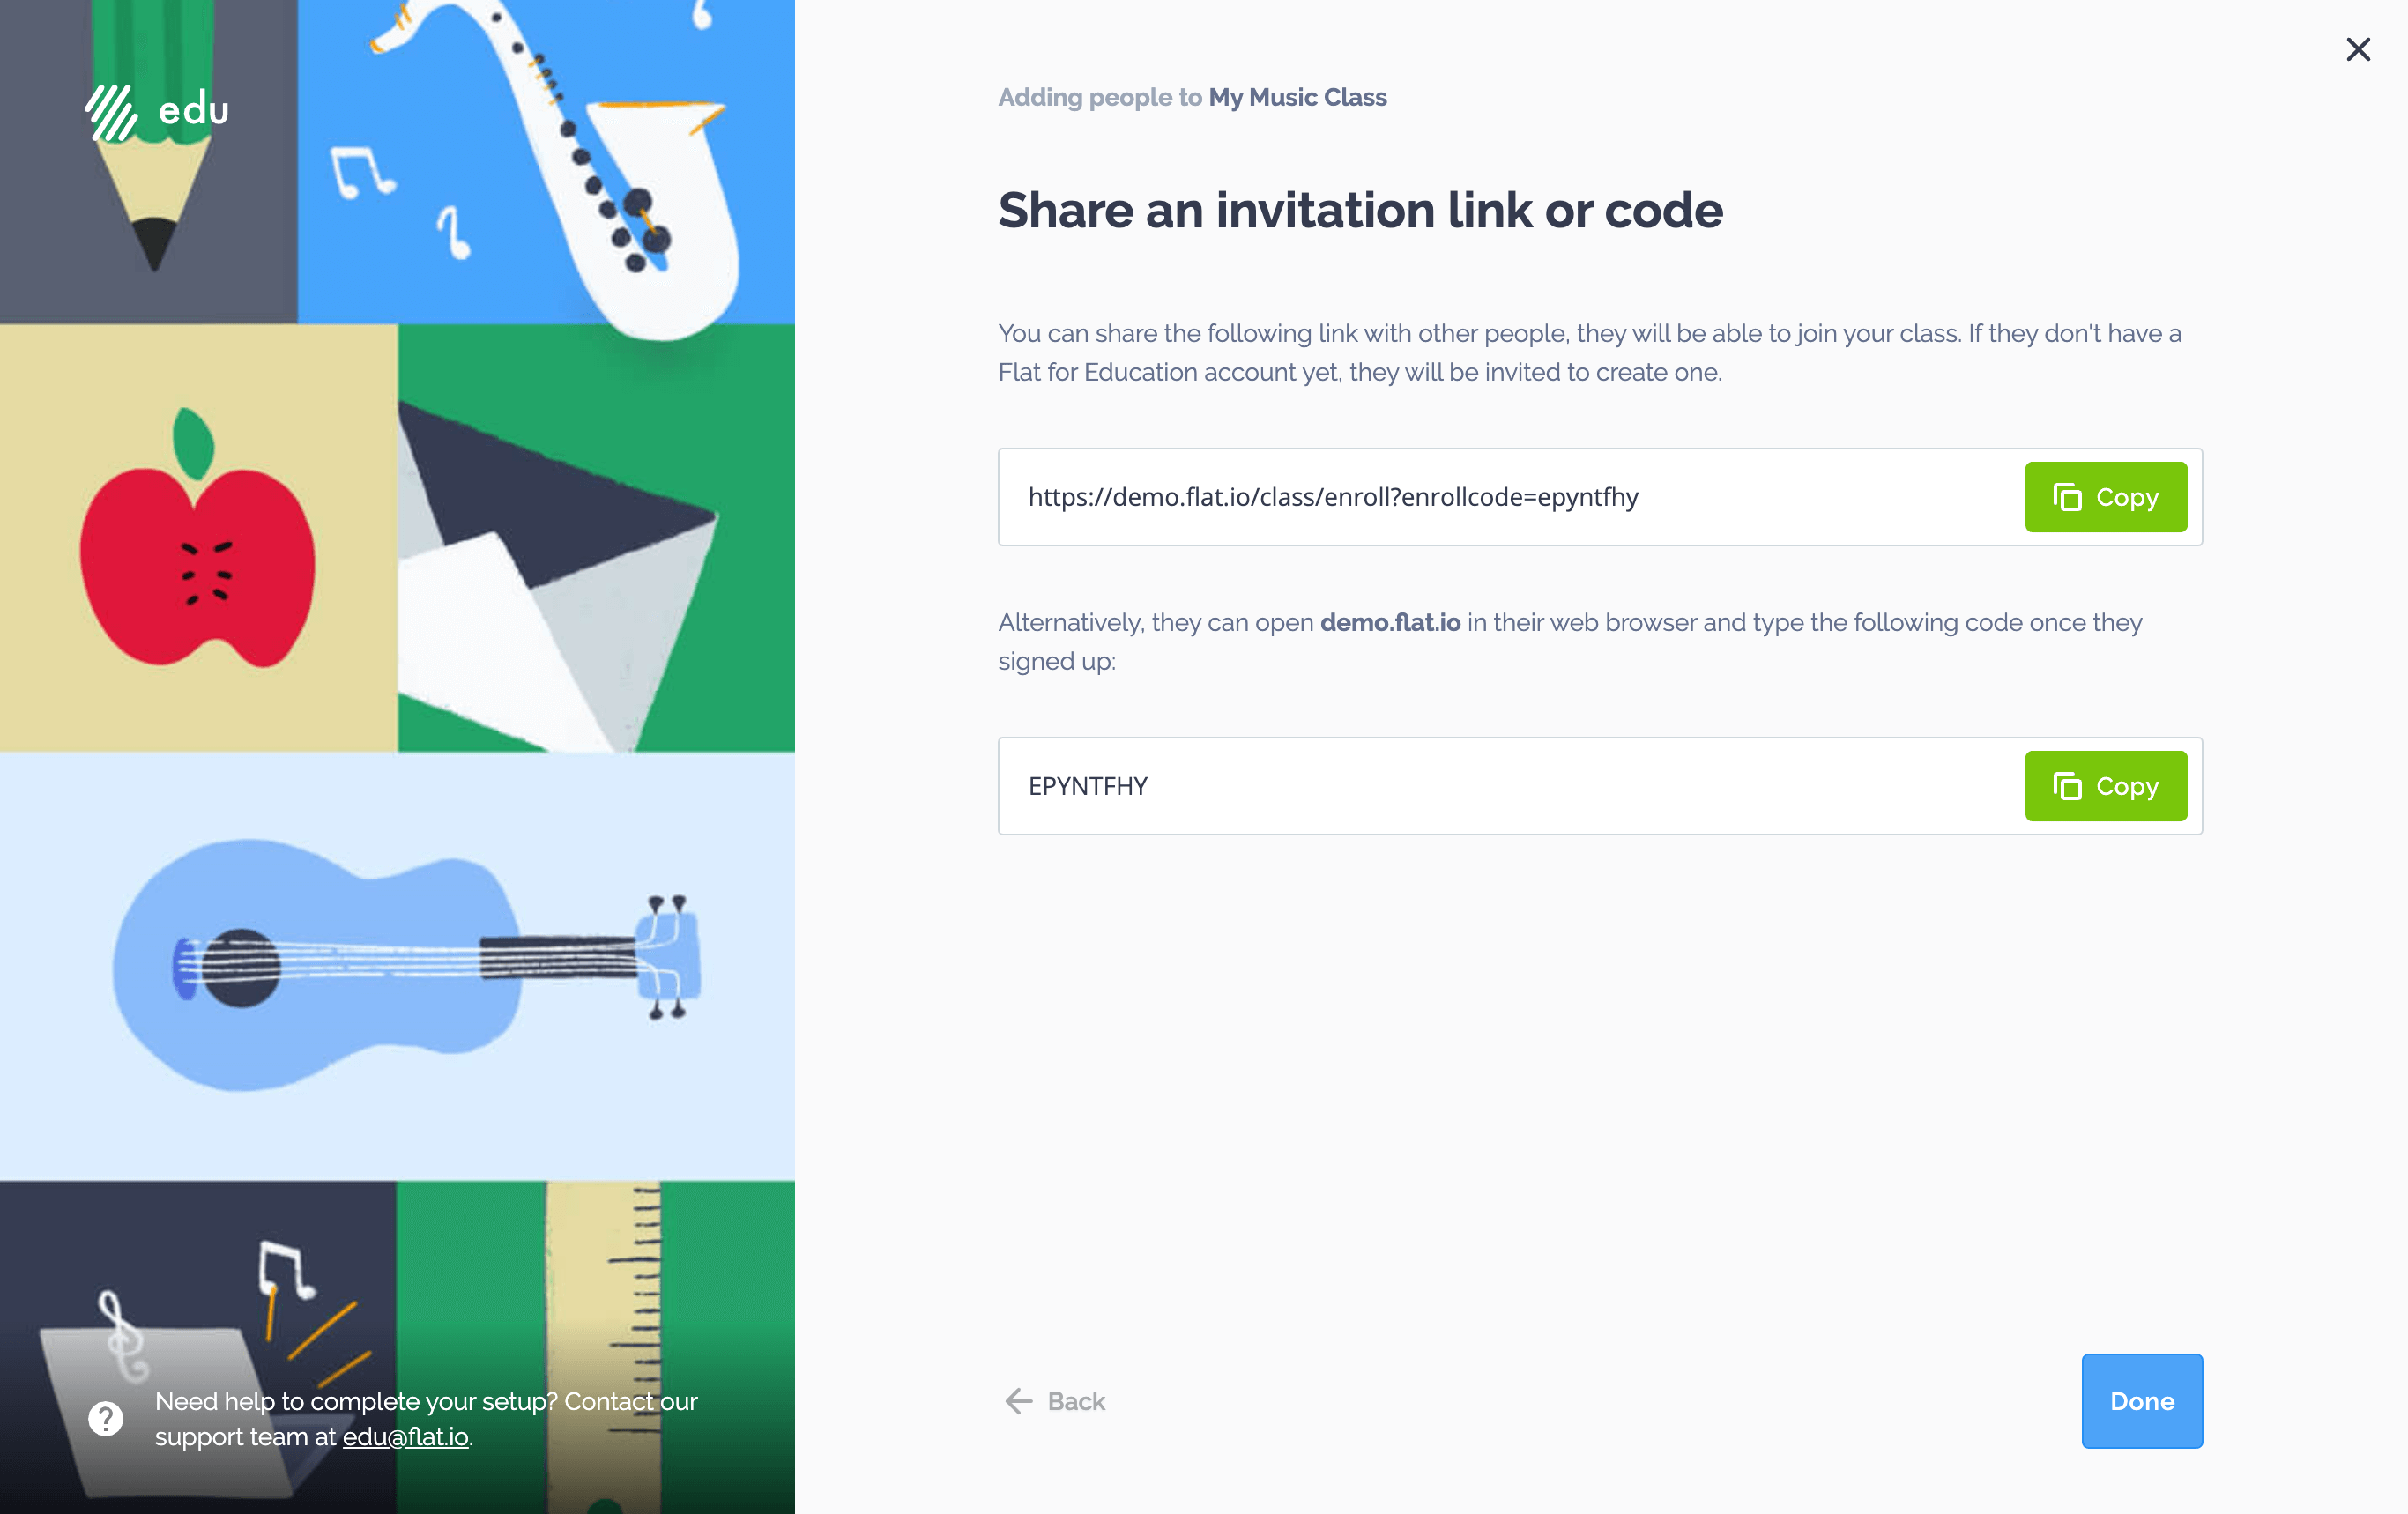 edu
Adding people to My Music Class
Share an invitation link or code
You can share the following link with other people, they will be able to join your class. If they don't have a
Flat for Education account yet, they will be invited to create one.
https://demo.flat.io/class/enroll?enrollcode=epyntfhy
Copy
Alternatively, they can open demo.flat.io in their web browser and type the following code once they
signed up:
EPYNTFHY
Copy
Need help to complete your setup? Contact our
support team at edu@flat.io.
Back
Done